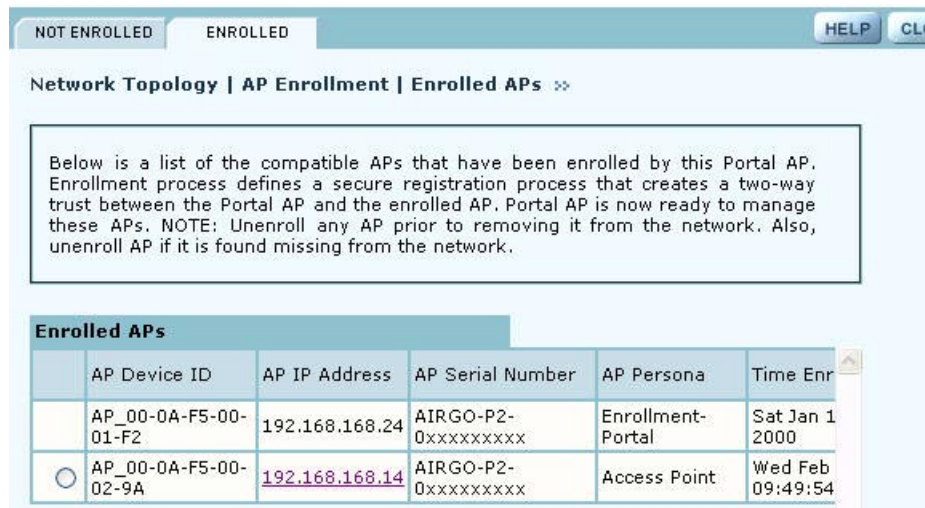 NOT ENROLLED ENROLLED HELP
Network Topology | AP Enrollment | Enrolled APs >>
Below is a list of the compatible APs that have been enrolled by this Portal AP.
Enrollment process defines a secure registration process that creates a two-way
trust between the Portal AP and the enrolled AP. Portal AP is now ready to manage
these APs. NOTE: Unenroll any AP prior to removing it from the network. Also,
unenroll AP if it is found missing from the network.
Enrolled APs
AP Device ID AP IP Address AP Serial Number AP Persona Time Enr
AP_00-0A-F5-00-
01-F2
192.168.168.24
AIRGO-P2-
0xxxxxxxxx
Enrollment-
Portal
Sat Jan 1
2000
AP_00-0A-F5-00-
02-9A
192.168.168.14
AIRGO-P2-
0xxxxxxxxx
Access Point
Wed Feb
09:49:54